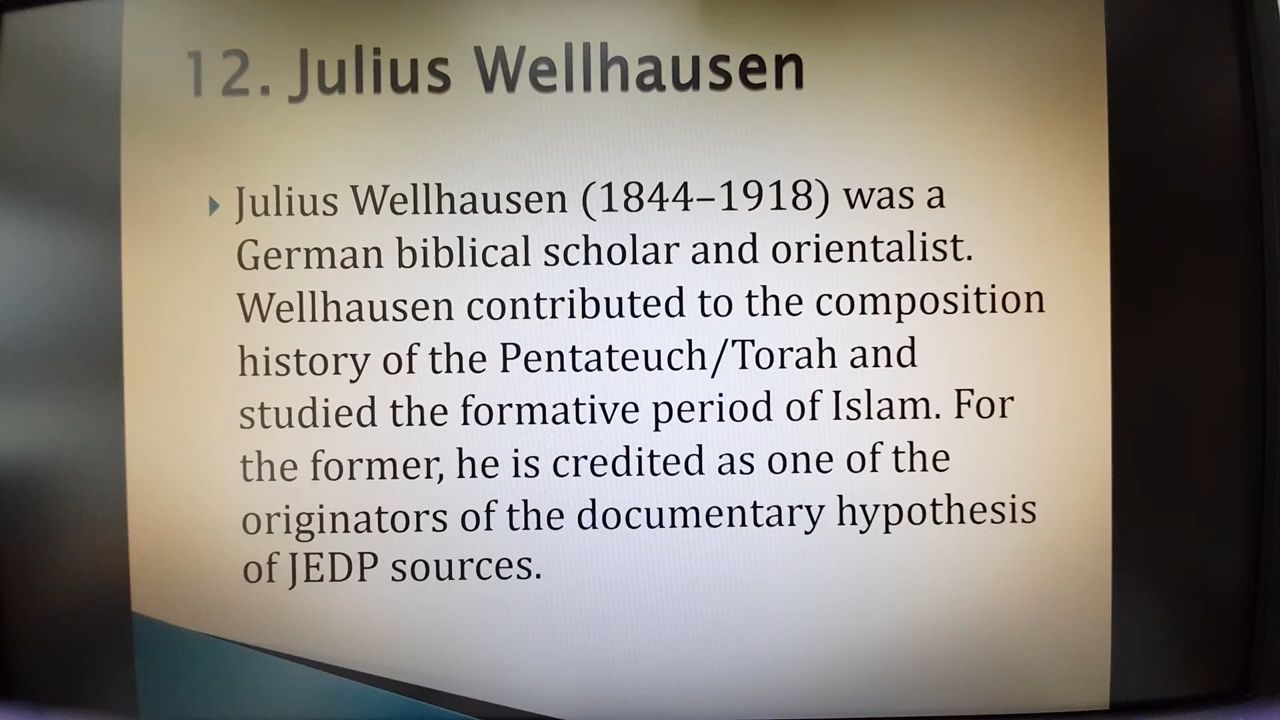 12. Julius Wellhausen
Julius Wellhausen (1844–1918) was a
German biblical scholar and orientalist.
Wellhausen contributed to the composition
history of the Pentateuch/Torah and
studied the formative period of Islam. For
the former, he is credited as one of the
originators of the documentary hypothesis
of JEDP sources.